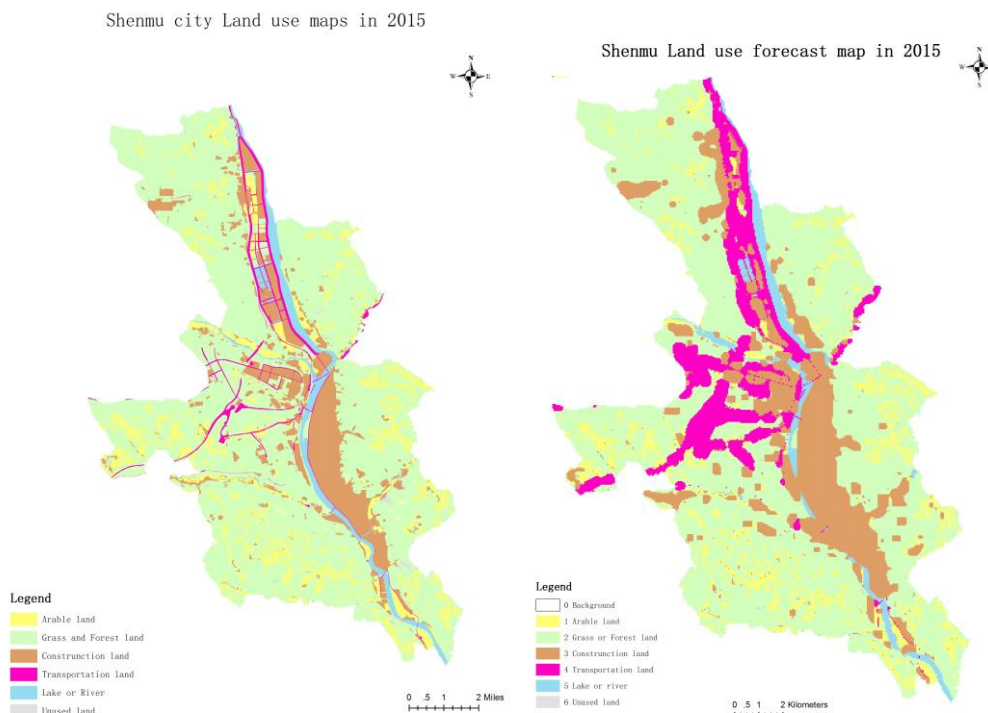 Shenmu city Land use maps in 2015
N
W E
S
Legend
Arable land
Grass and Forest land
Construnction land
Transportation land
Lake or River
Unused land
0 .5 1 2 Miles
Shenmu Land use forecast map in 2015
N
W
S
Legend
0 Background
1 Arable land
2 Grass or Forest land
3 Construnction land
4 Transportation land
5 Lake or river
6 Unused land
0 .5 1 2 Kilometers